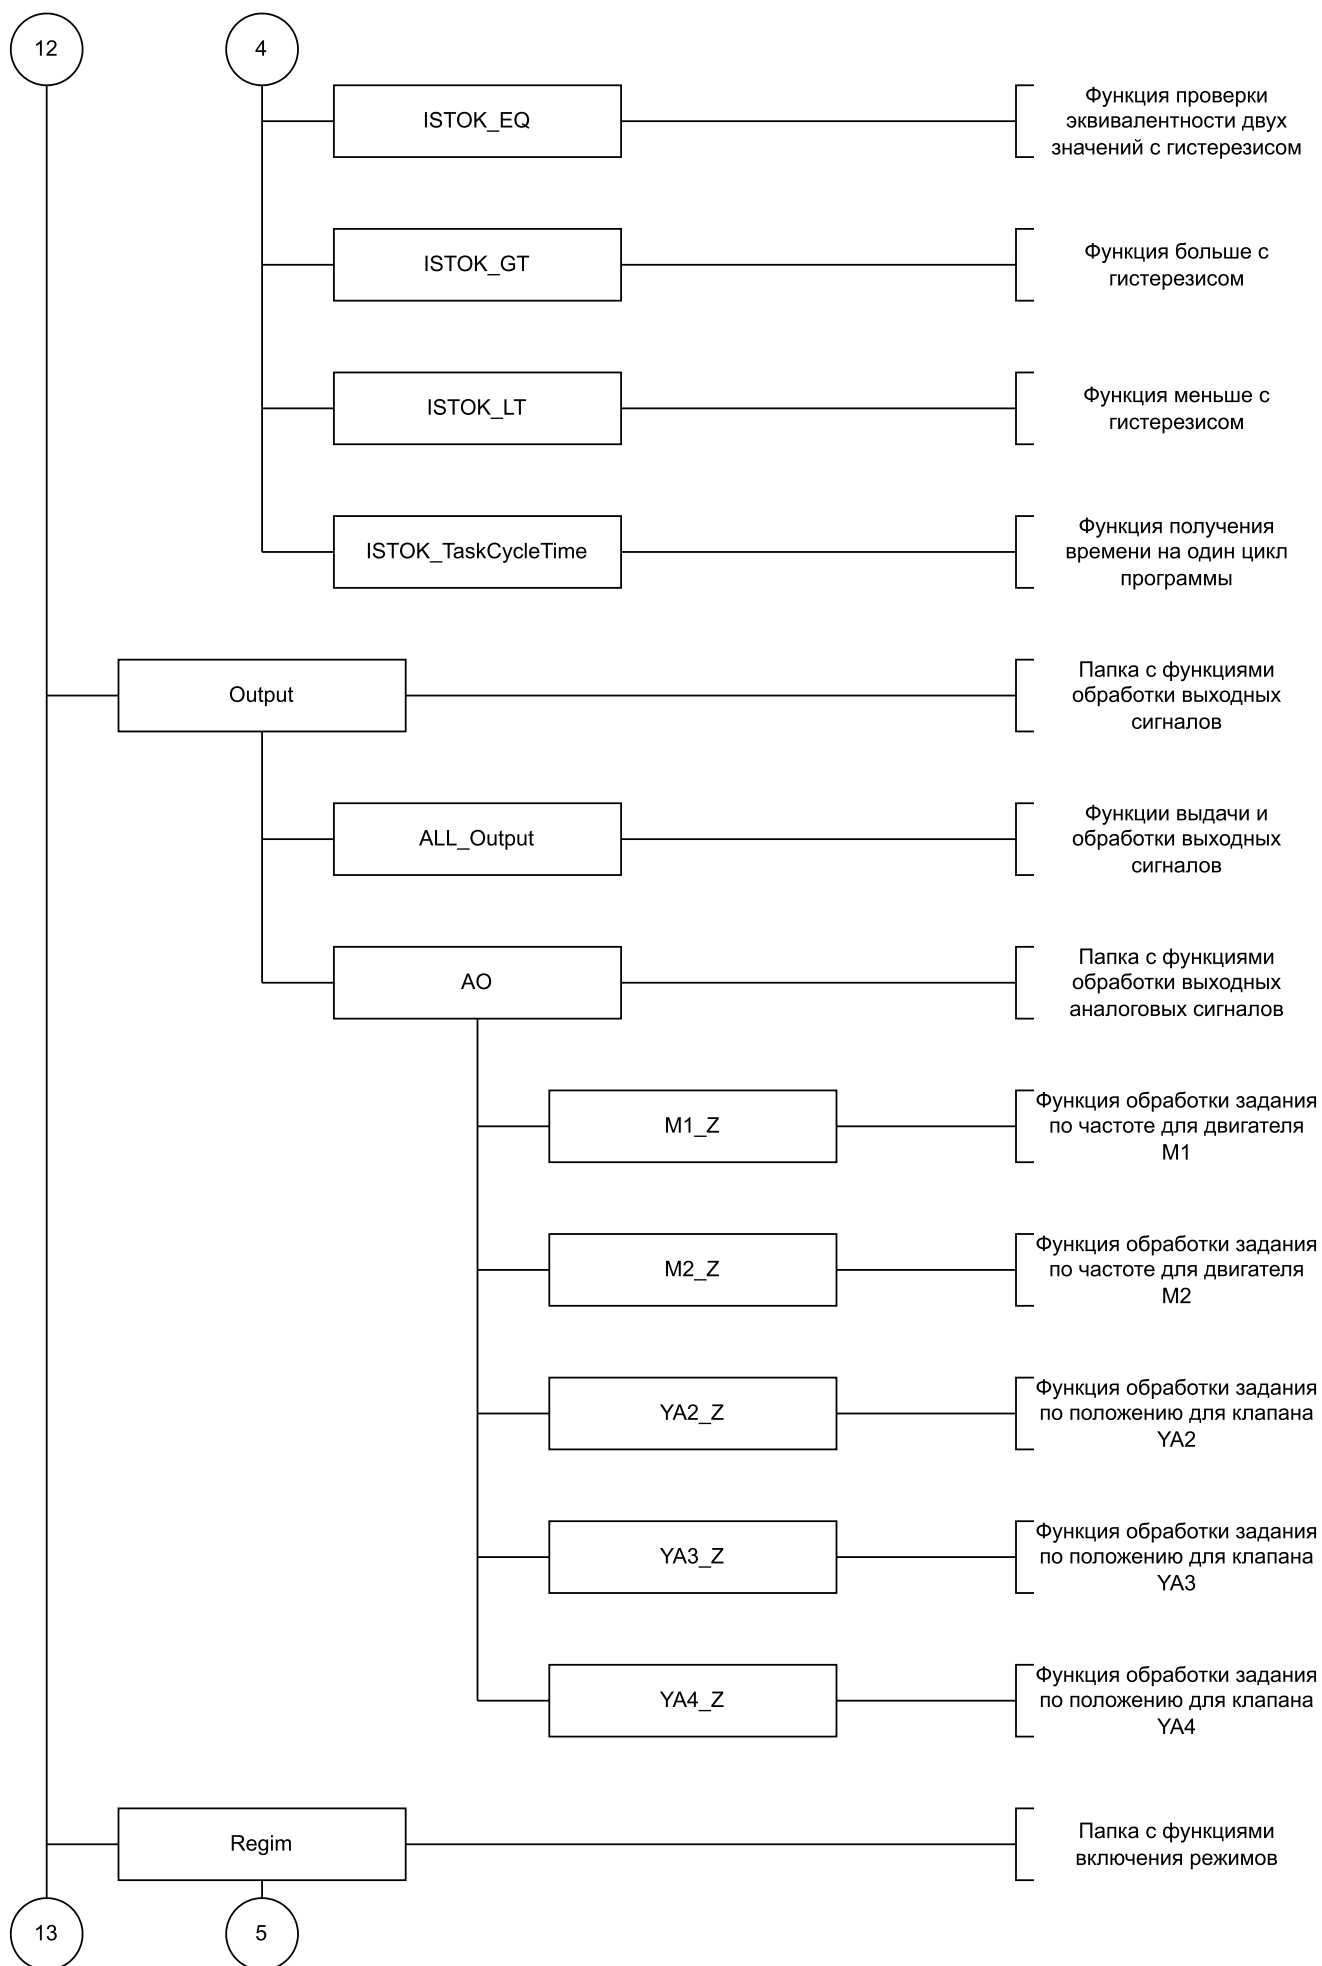 12
4
ISTOK_EQ
Функция проверки
эквивалентности двух
значений с гистерезисом
ISTOK_GT
Функция больше с
гистерезисом
ISTOK_LT
Функция меньше с
гистерезисом
ISTOK_TaskCycleTime
Функция получения
времени на один цикл
программы
Output
Папка с функциями
обработки выходных
сигналов
ALL_Output
Функции выдачи и
обработки выходных
сигналов
AO
Папка с функциями
обработки выходных
аналоговых сигналов
M1_Z
Функция обработки задания
по частоте для двигателя
M1
M2_Z
Функция обработки задания
по частоте для двигателя
M2
YA2_Z
Функция обработки задания
по положению для клапана
YA2
YA3_Z
Функция обработки задания
по положению для клапана
YA3
YA4_Z
Функция обработки задания
по положению для клапана
YA4
Regim
Папка с функциями
включения режимов
13
5